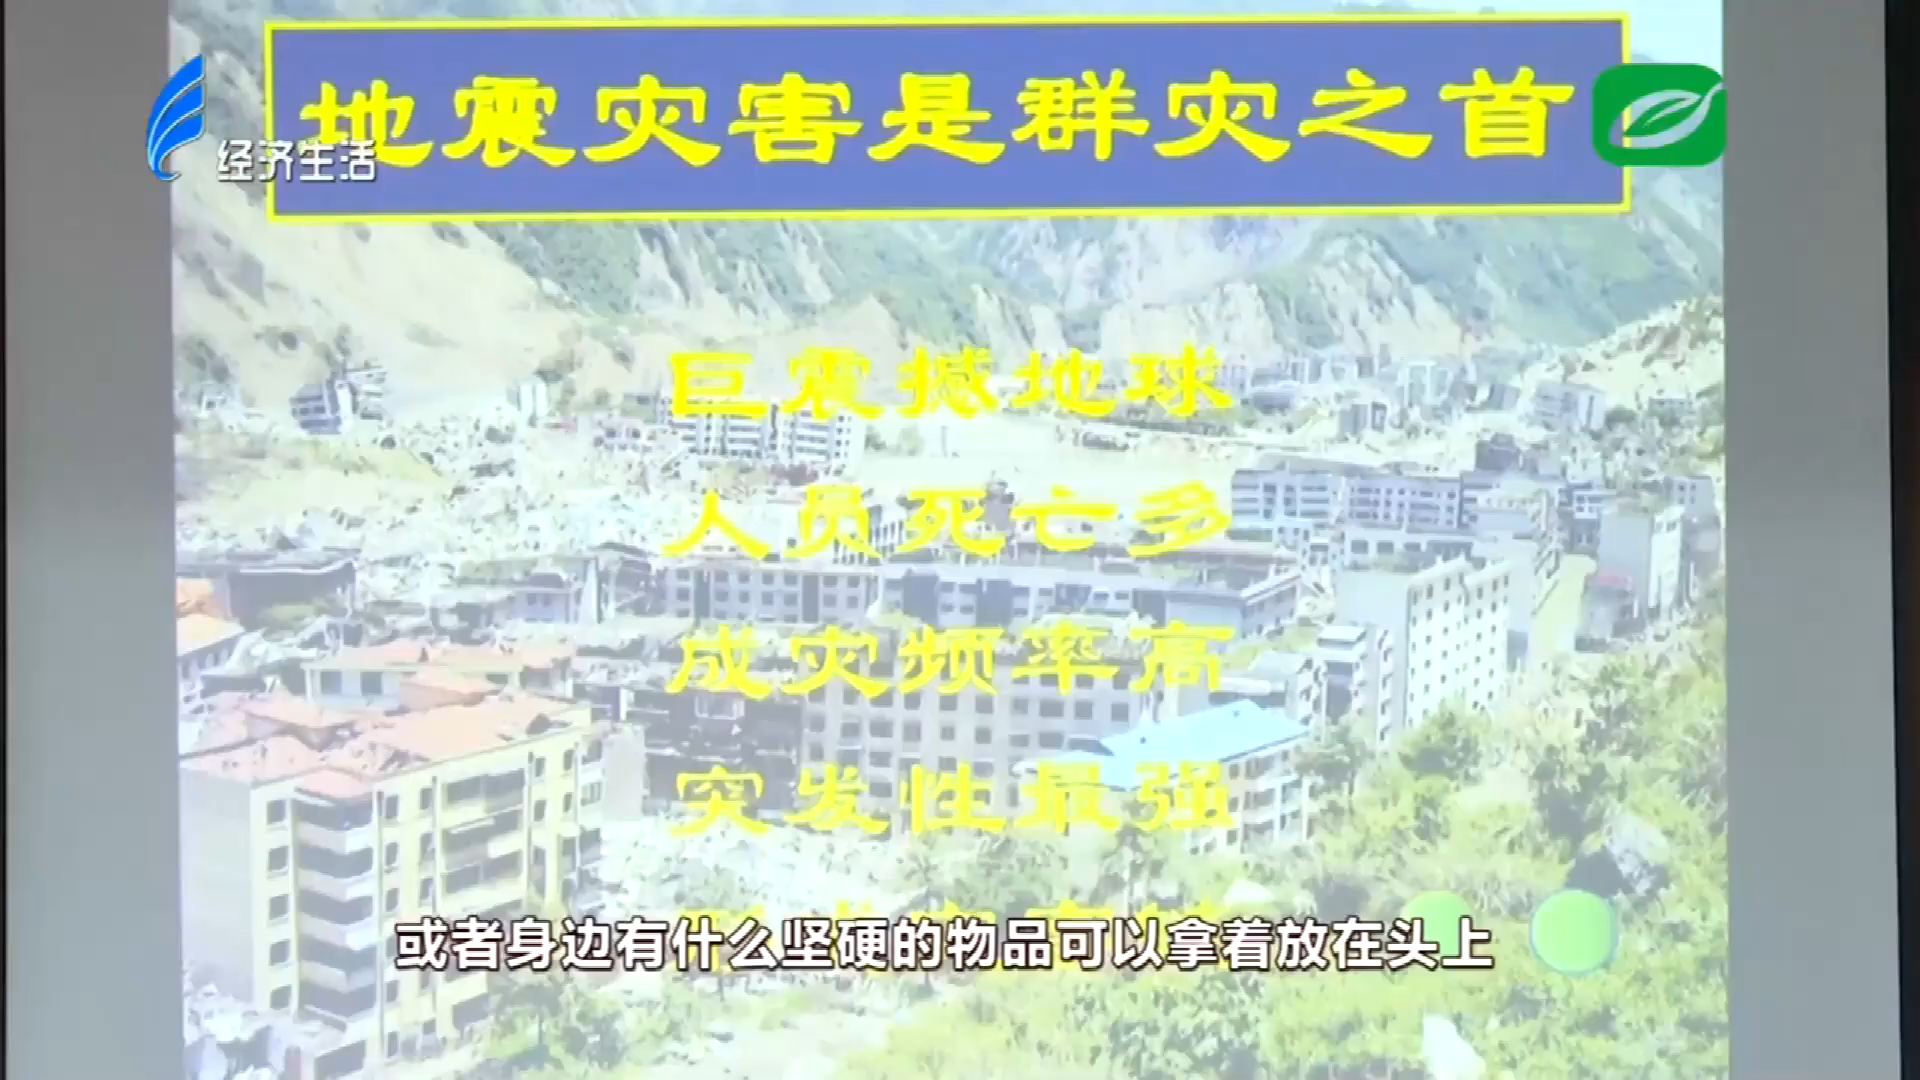 地震灾害是群灾之首
经济生活
巨震撼地球
人员死亡多
成灾频率高
突发性最强
或者身边有什么坚硬的物品可以拿着放在头上